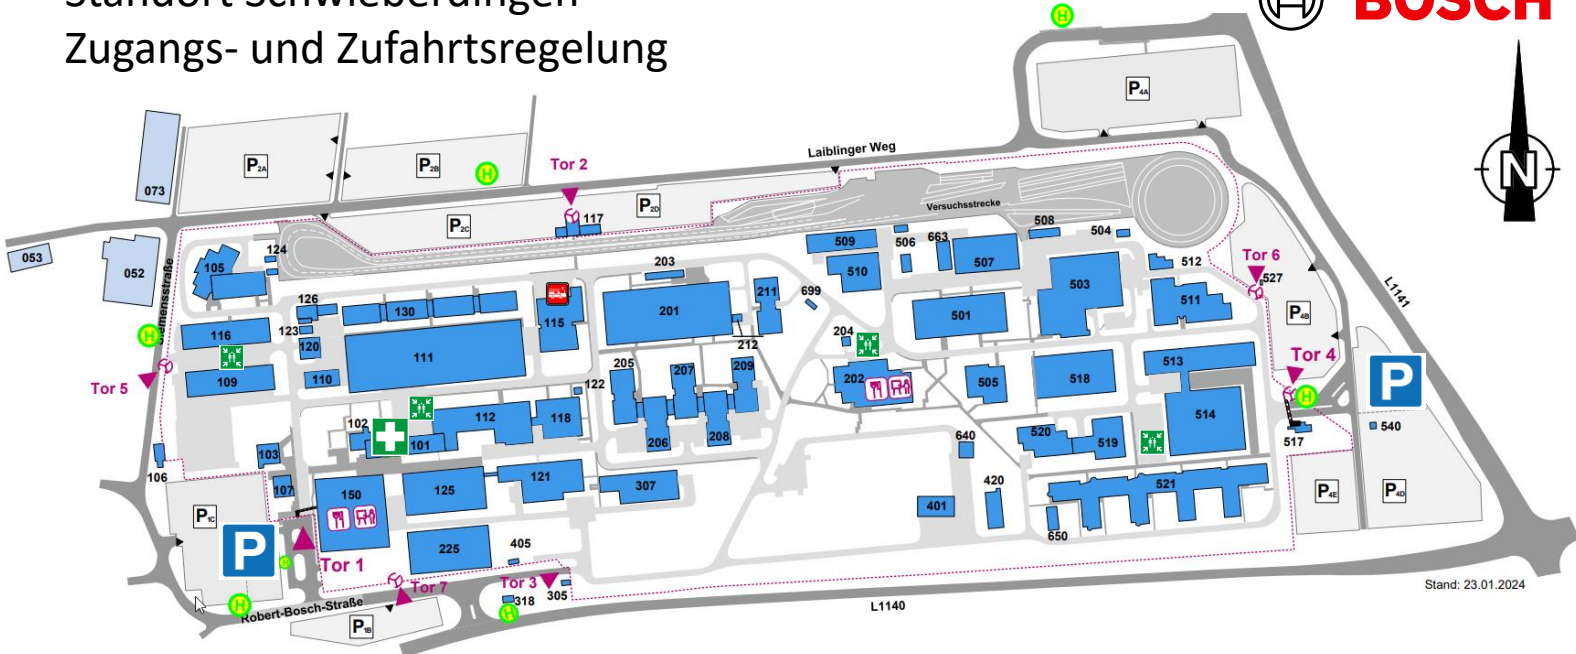 Standort Schwieberdingen
Zugangs- und Zufahrtsregelung
BOSCH
H
P4A
N
Laiblinger Weg
Tor 2
P2A
P2B
H
073
P2C
117
P2D
Versuchsstrecke
508
504
053
052
105
124
203
509
506
663
507
512
Tor 6
527
510
211
699
503
511
L1141
126
130
115
201
501
P4B
116
123
120
H
Siemensstraße
111
212
204
205
207
209
513
Tor 4
P
Tor 5
109
110
122
202
505
518
H
102
101
112
118
206
208
514
540
640
520
519
517
106
103
107
150
125
121
307
420
401
521
P4E
P4D
650
P1C
P
Tor 1
225
405
H
Tor 7
Tor 3
305
318
H
H
Robert-Bosch-Straße
P1B
L1140
Stand: 23.01.2024